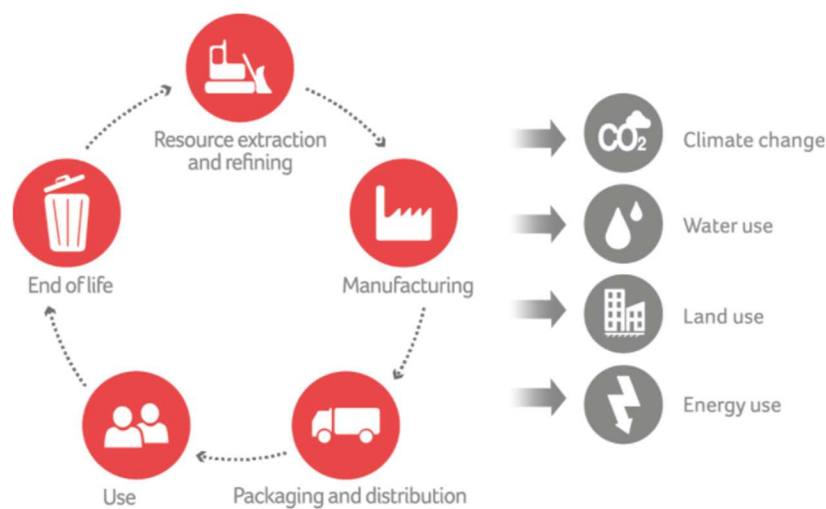 Resource extraction
and refining
Manufacturing
Packaging and distribution
Use
End of life
CO₂
Climate change
Water use
Land use
Energy use